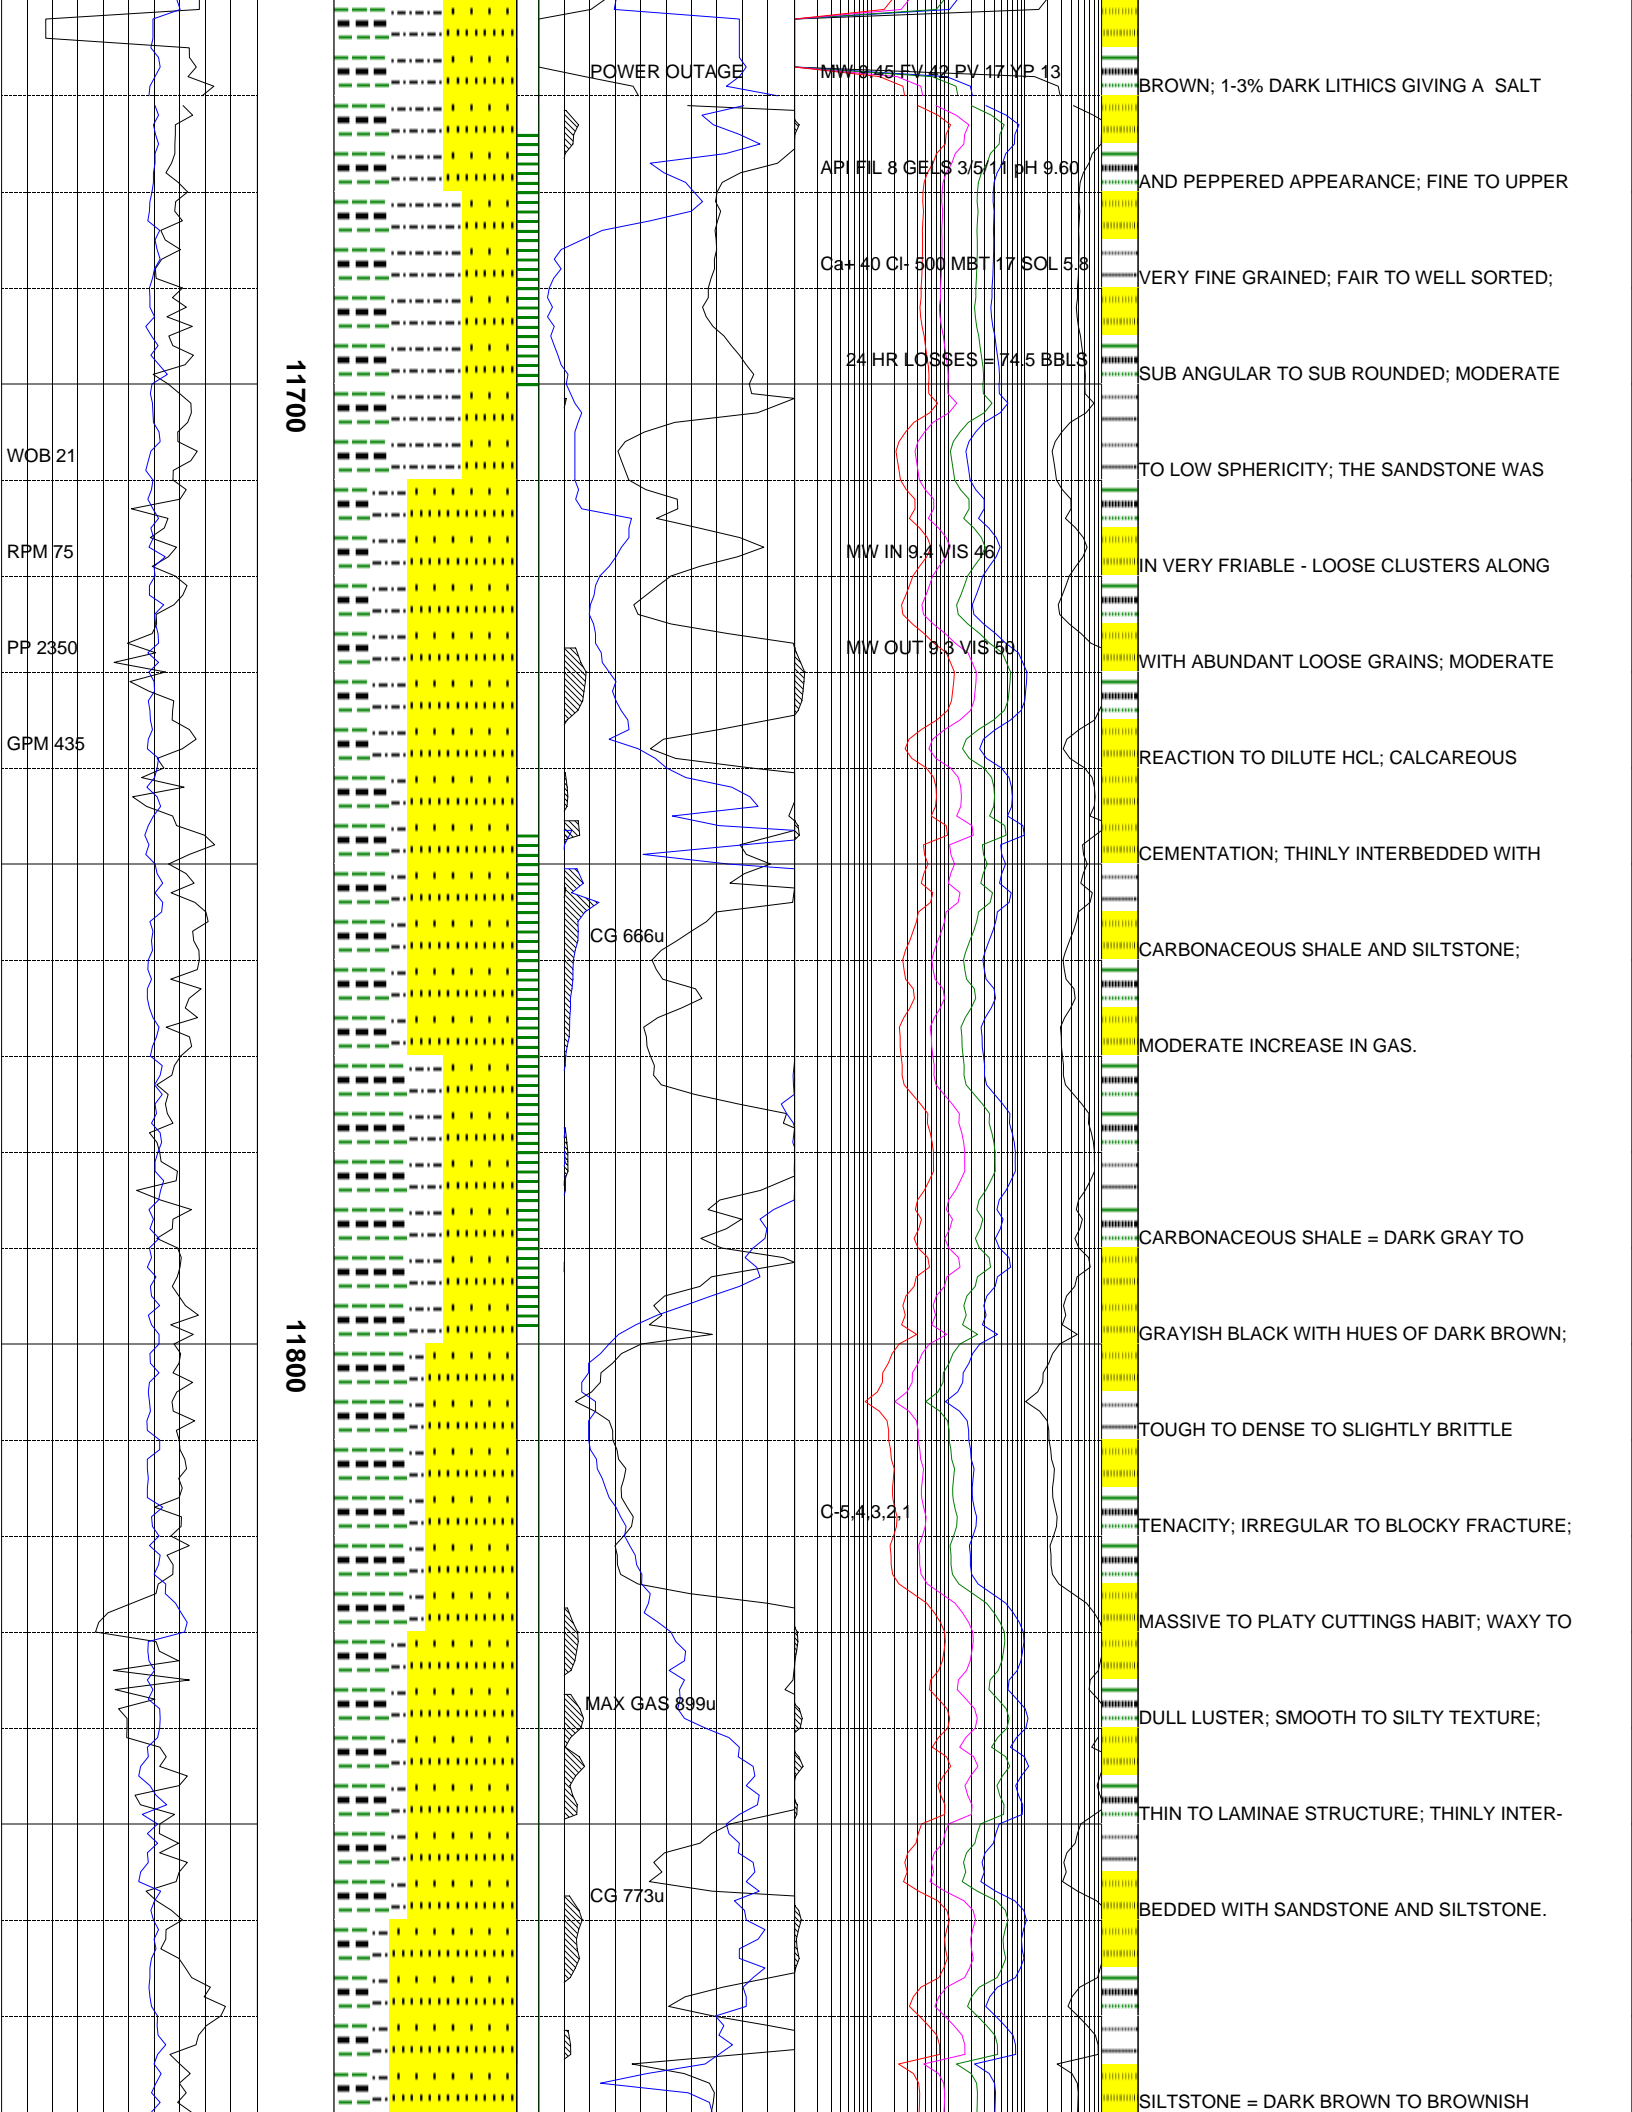 POWER OUTAGE
MW 9.45 FV 42 PV 17 YP 13
BROWN; 1-3% DARK LITHICS GIVING A SALT
API FIL 8 GELS 3/5/11 pH 9.60
AND PEPPERED APPEARANCE; FINE TO UPPER
Ca+ 40 Cl- 500 MBT 17 SOL 5.8
VERY FINE GRAINED; FAIR TO WELL SORTED;
24 HR LOSSES = 74.5 BBLS
SUB ANGULAR TO SUB ROUNDED; MODERATE
11700
WOB 21
TO LOW SPHERICITY; THE SANDSTONE WAS
RPM 75
MW IN 9.4 VIS 46
IN VERY FRIABLE - LOOSE CLUSTERS ALONG
PP 2350
MW OUT 9.3 VIS 50
WITH ABUNDANT LOOSE GRAINS; MODERATE
GPM 435
REACTION TO DILUTE HCL; CALCAREOUS
CEMENTATION; THINLY INTERBEDDED WITH
CG 666u
CARBONACEOUS SHALE AND SILTSTONE;
MODERATE INCREASE IN GAS.
CARBONACEOUS SHALE = DARK GRAY TO
GRAYISH BLACK WITH HUES OF DARK BROWN;
11800
TOUGH TO DENSE TO SLIGHTLY BRITTLE
C-5,4,3,2,1
TENACITY; IRREGULAR TO BLOCKY FRACTURE;
MASSIVE TO PLATY CUTTINGS HABIT; WAXY TO
MAX GAS 899u
DULL LUSTER; SMOOTH TO SILTY TEXTURE;
THIN TO LAMINAE STRUCTURE; THINLY INTER-
CG 773u
BEDDED WITH SANDSTONE AND SILTSTONE.
SILTSTONE = DARK BROWN TO BROWNISH